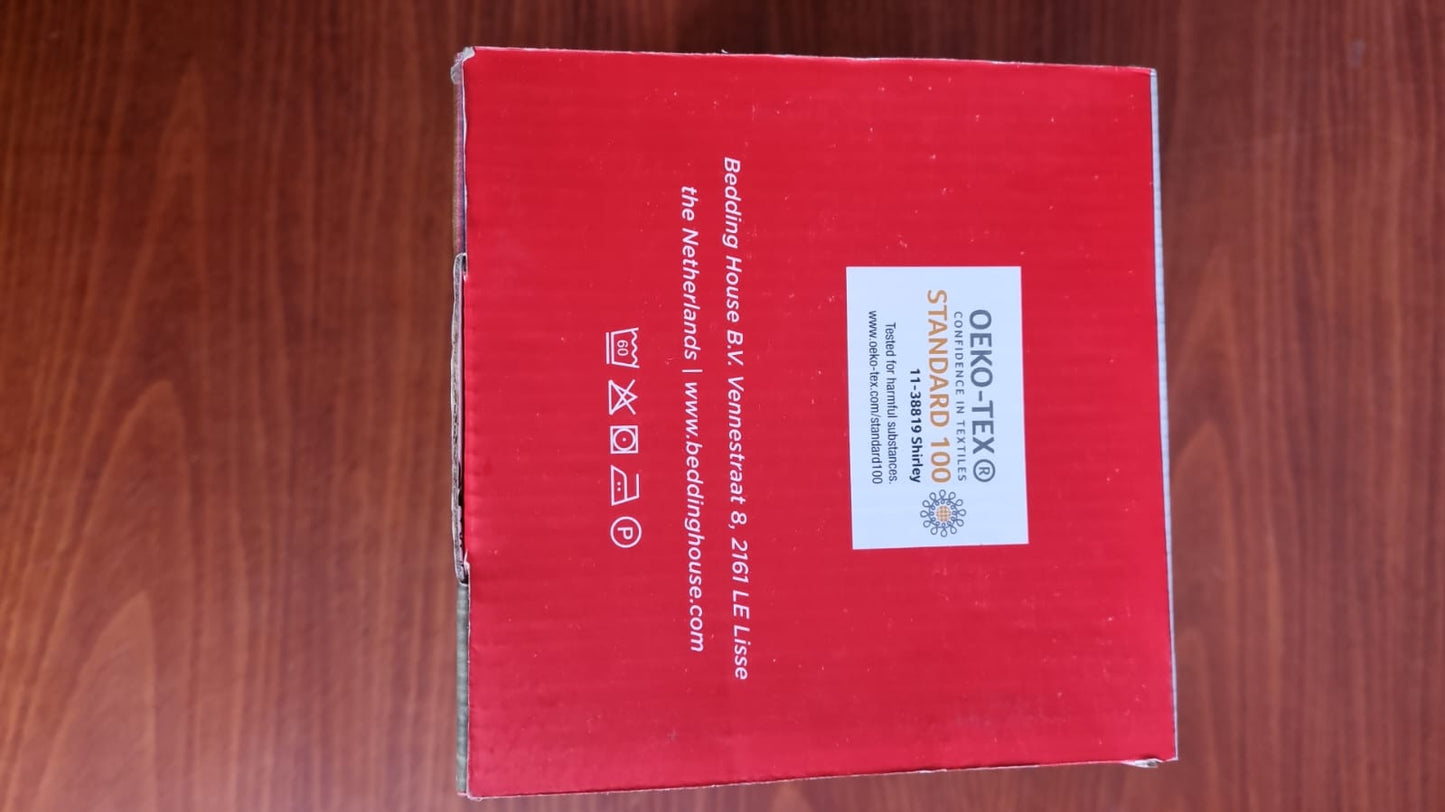 OEKO-TEX®
CONFIDENCE IN TEXTILES
STANDARD 100
11-38819 Shirley
Tested for harmful substances.
www.oeko-tex.com/standard100
Bedding House B.V. Vennestraat 8, 2161 LE Lisse
the Netherlands | www.beddinghouse.com
60 P